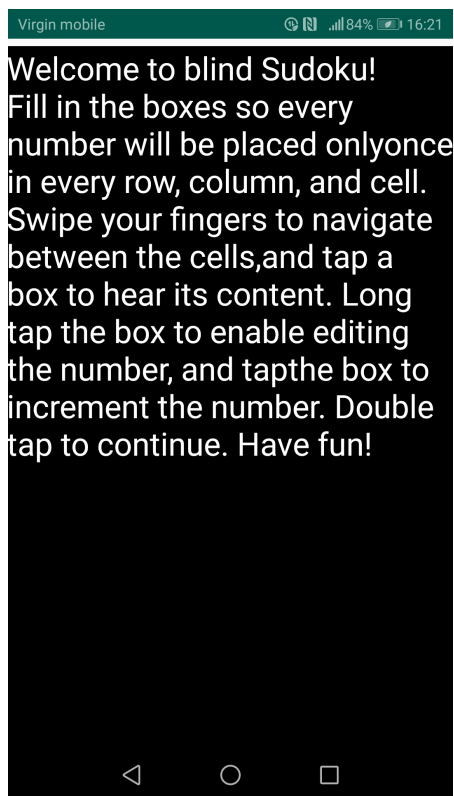 Virgin mobile 84% 16:21
Welcome to blind Sudoku!
Fill in the boxes so every
number will be placed onlyonce
in every row, column, and cell.
Swipe your fingers to navigate
between the cells,and tap a
box to hear its content. Long
tap the box to enable editing
the number, and tapthe box to
increment the number. Double
tap to continue. Have fun!